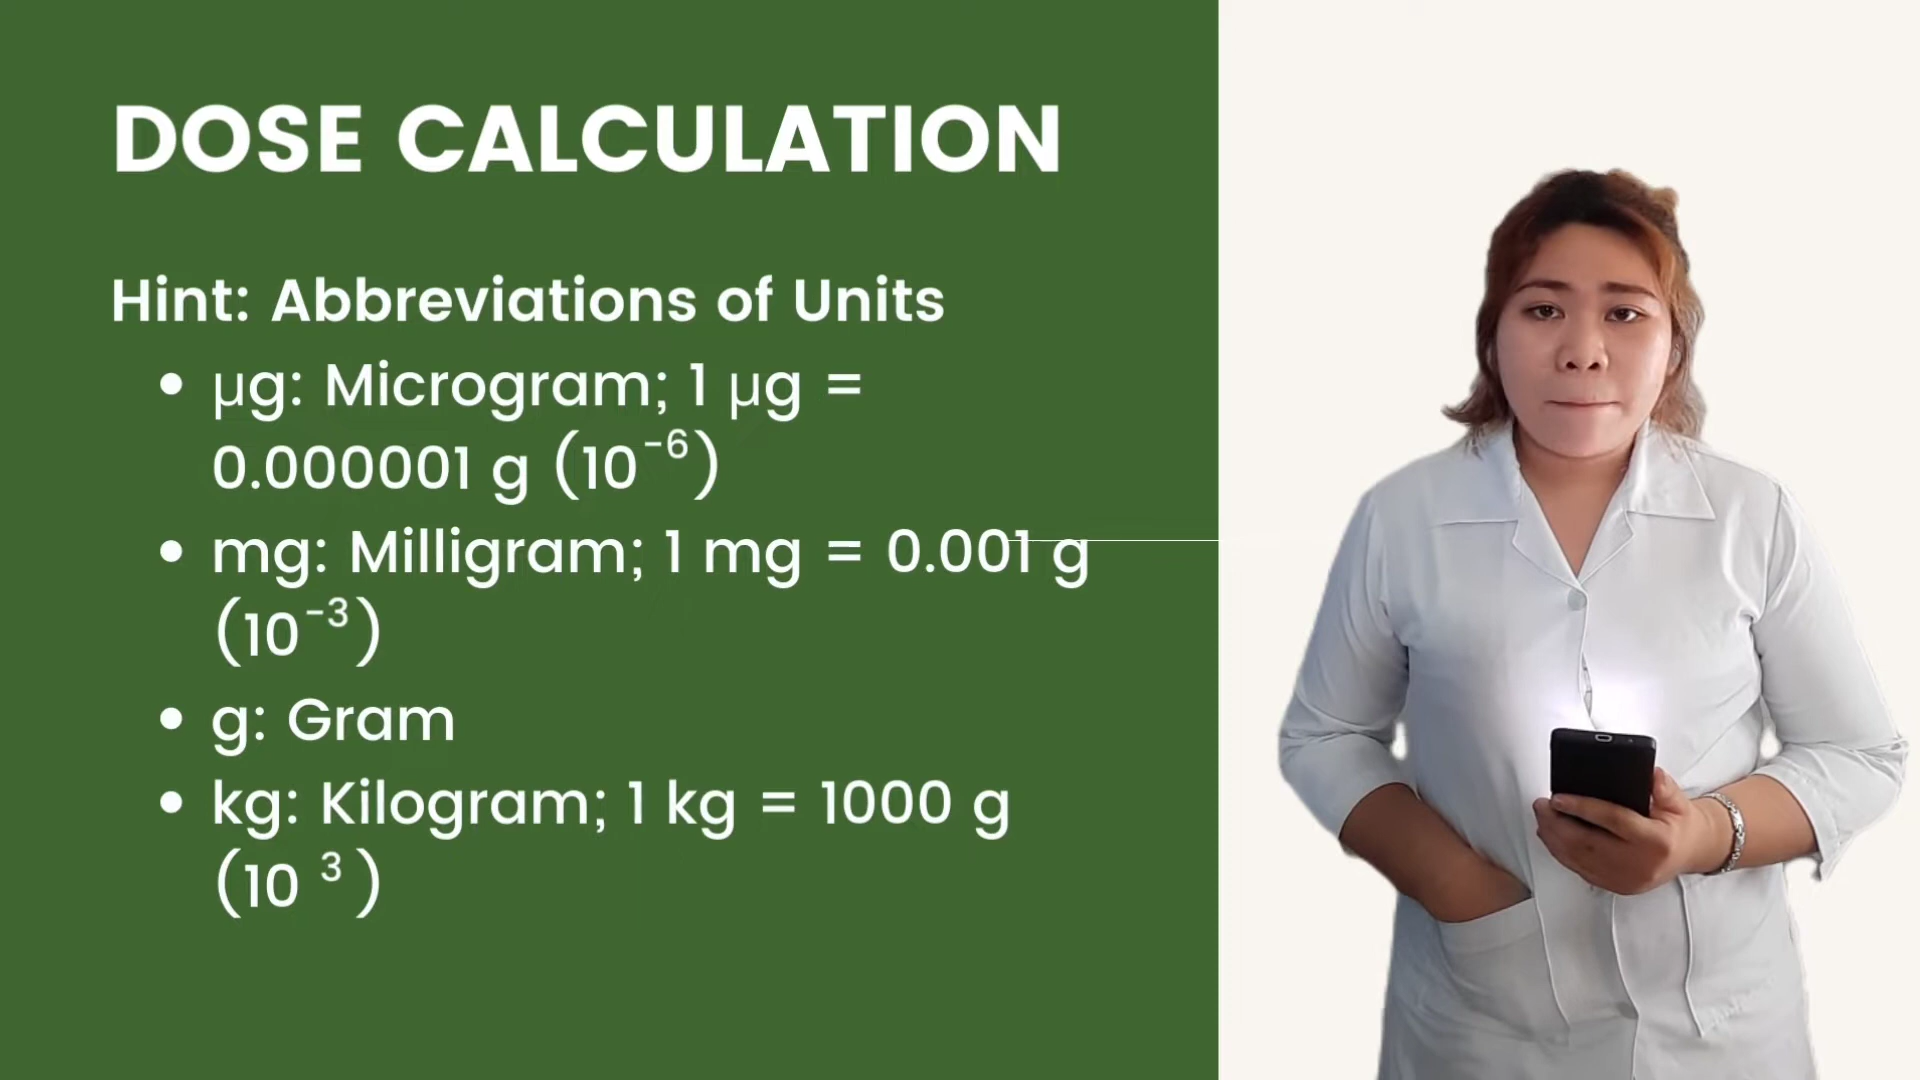 DOSE CALCULATION
Hint: Abbreviations of Units
• µg: Microgram; 1 µg =
0.000001 g (10⁻⁶)
• mg: Milligram; 1 mg = 0.001 g
(10⁻³)
• g: Gram
• kg: Kilogram; 1 kg = 1000 g
(10 ³ )